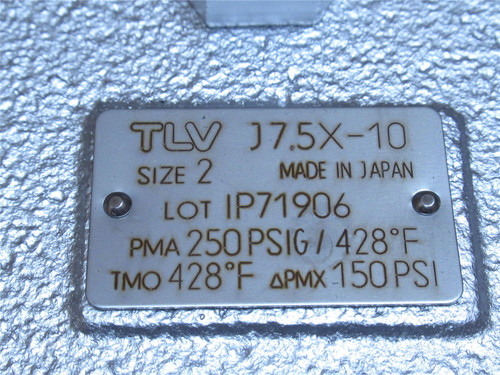 TLV J7.5X-10
SIZE 2 MADE IN JAPAN
LOT IP71906
PMA 250 PSIG / 428°F
TMO 428°F ΔPMX 150 PSI